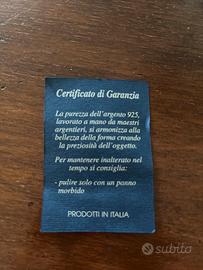 Certificato di Garanzia
La purezza dell'argento 925,
lavorato a mano da maestri
argentieri, si armonizza alla
bellezza della forma creando
la preziosità dell'oggetto.
Per mantenere inalterato nel
tempo si consiglia:
- pulire solo con un panno
morbido
PRODOTTI IN ITALIA
subito